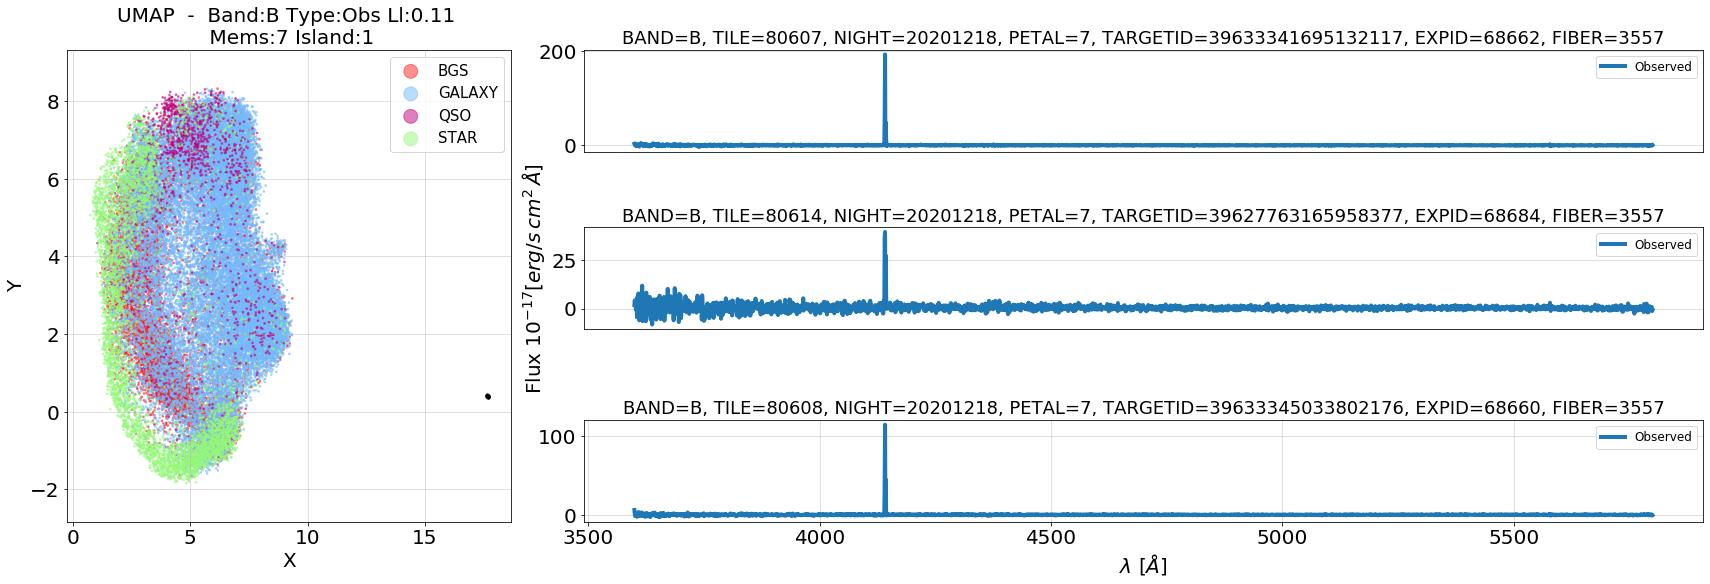 UMAP  -  Band:B Type:Obs Ll:0.11
Mems:7 Island:1
BGS
GALAXY
QSO
STAR
8
6
4
2
0
−2
Y
0
5
10
15
X
BAND=B, TILE=80607, NIGHT=20201218, PETAL=7, TARGETID=39633341695132117, EXPID=68662, FIBER=3557
Observed
200
0
BAND=B, TILE=80614, NIGHT=20201218, PETAL=7, TARGETID=39627763165958377, EXPID=68684, FIBER=3557
Observed
25
0
Flux 10⁻¹⁷[erg/s cm² Å]
BAND=B, TILE=80608, NIGHT=20201218, PETAL=7, TARGETID=39633345033802176, EXPID=68660, FIBER=3557
Observed
100
0
3500
4000
4500
5000
5500
λ [Å]